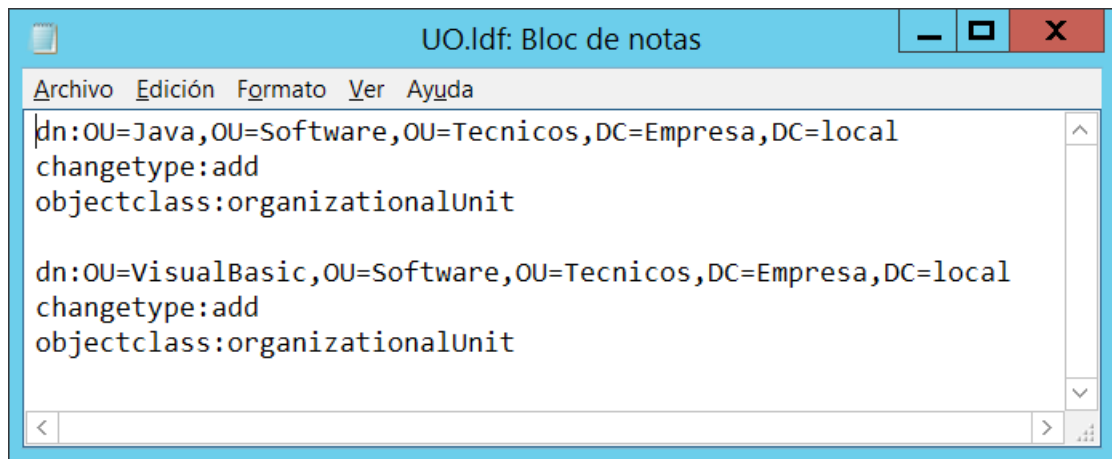 UO.ldf: Bloc de notas
Archivo Edición Formato Ver Ayuda
dn:OU=Java,OU=Software,OU=Tecnicos,DC=Empresa,DC=local
changetype:add
objectclass:organizationalUnit
dn:OU=VisualBasic,OU=Software,OU=Tecnicos,DC=Empresa,DC=local
changetype:add
objectclass:organizationalUnit